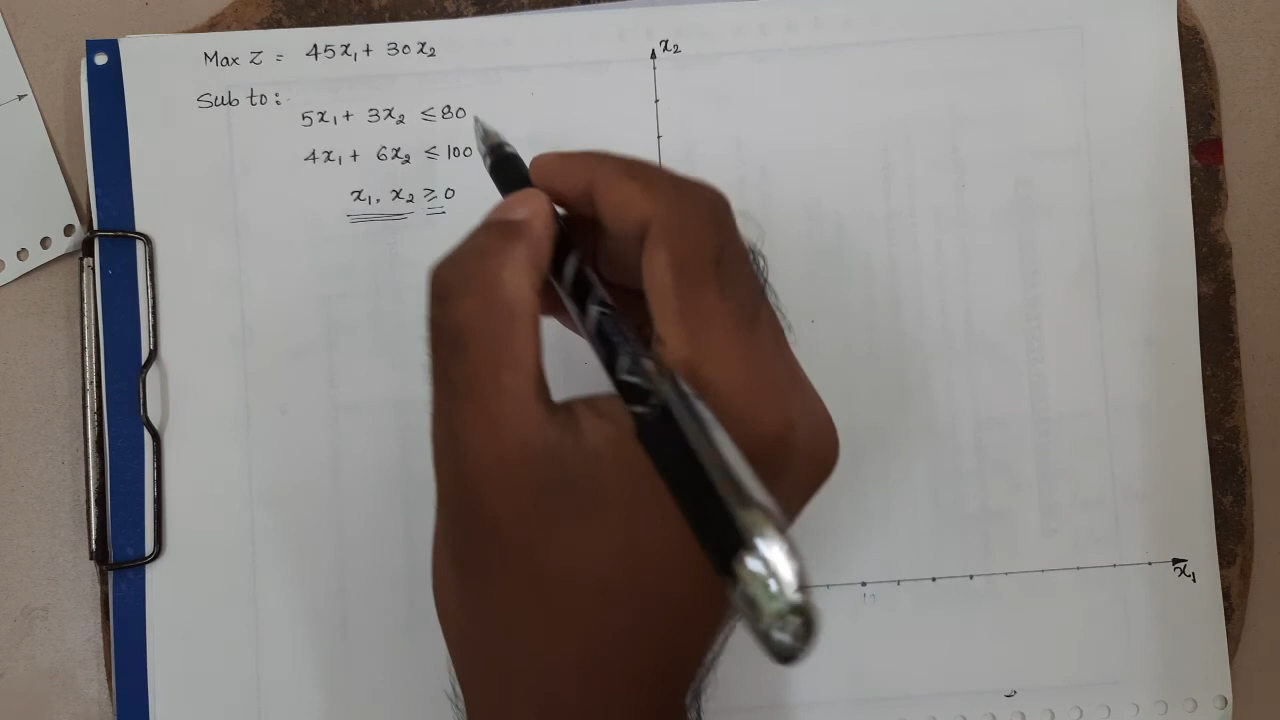 Max Z = 45x₁ + 30x₂
Sub to:
5x₁ + 3x₂ ≤ 80
4x₁ + 6x₂ ≤ 100
x₁, x₂ ≥ 0
x₂
x₁